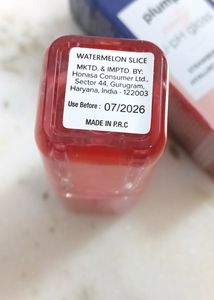 WATERMELON SLICE
MKTD. & IMPTD. BY:
Honasa Consumer Ltd.,
Sector 44, Gurugram,
Haryana, India - 122003
Use Before: 07/2026
MADE IN P.R.C
plump
pH gloss